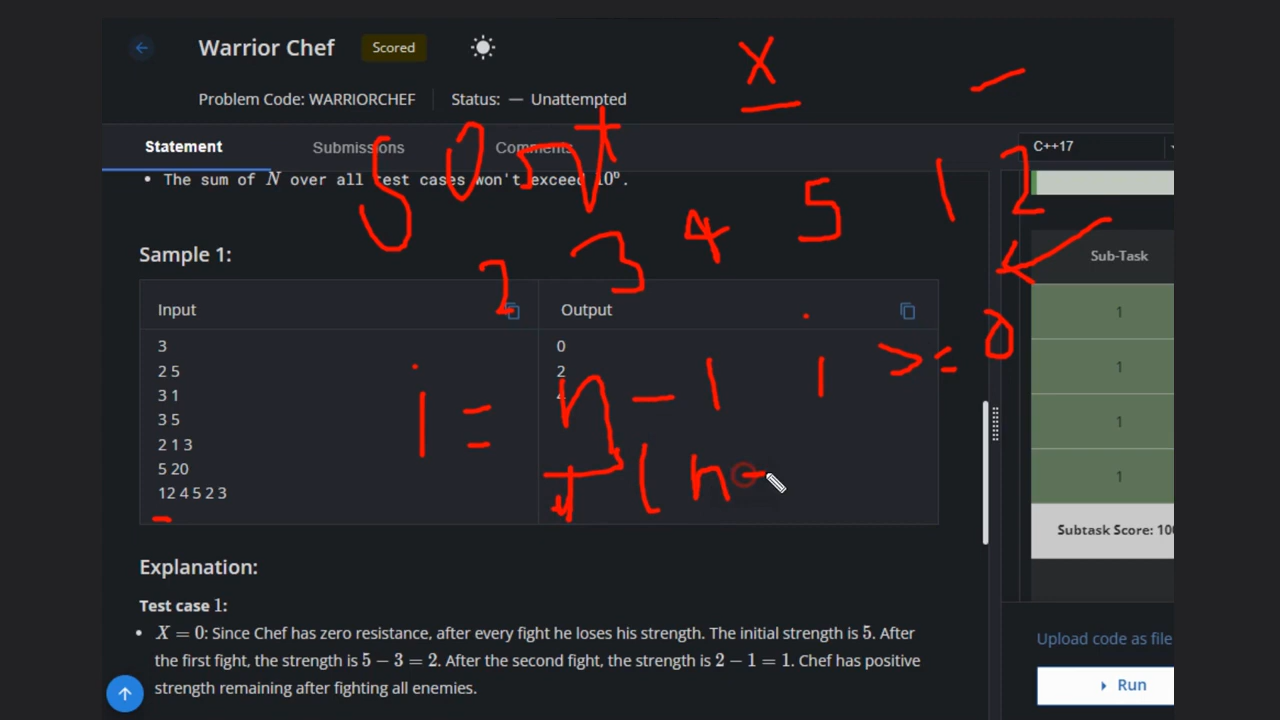 Warrior Chef Scored
X
Problem Code: WARRIORCHEF Status: — Unattempted
Statement Submissions Comments
C++17
Sort
• The sum of N over all test cases won't exceed 10⁶.
2 3 4 5 1 2
Sample 1:
Sub-Task
Input Output
3
2 5
3 1
3 5
2 1 3
5 20
12 4 5 2 3
0
2
4
i = n - 1 i >= 0
(n -
1
1
1
1
Subtask Score: 10
Explanation:
Test case 1:
• X = 0: Since Chef has zero resistance, after every fight he loses his strength. The initial strength is 5. After
the first fight, the strength is 5 − 3 = 2. After the second fight, the strength is 2 − 1 = 1. Chef has positive
strength remaining after fighting all enemies.
Upload code as file
Run